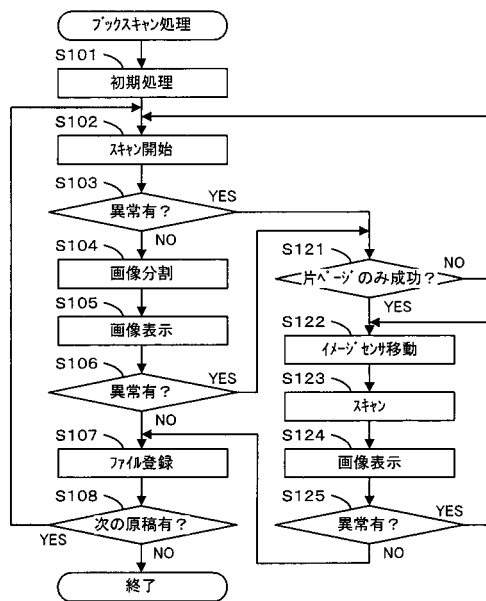 ブックスキャン処理
S101
初期処理
S102
スキャン開始
S103
異常有？
YES
NO
S104
画像分割
S105
画像表示
S106
異常有？
YES
NO
S107
ファイル登録
S108
次の原稿有？
YES
NO
終了
S121
片ページのみ成功？
NO
YES
S122
イメージセンサ移動
S123
スキャン
S124
画像表示
S125
異常有？
YES
NO